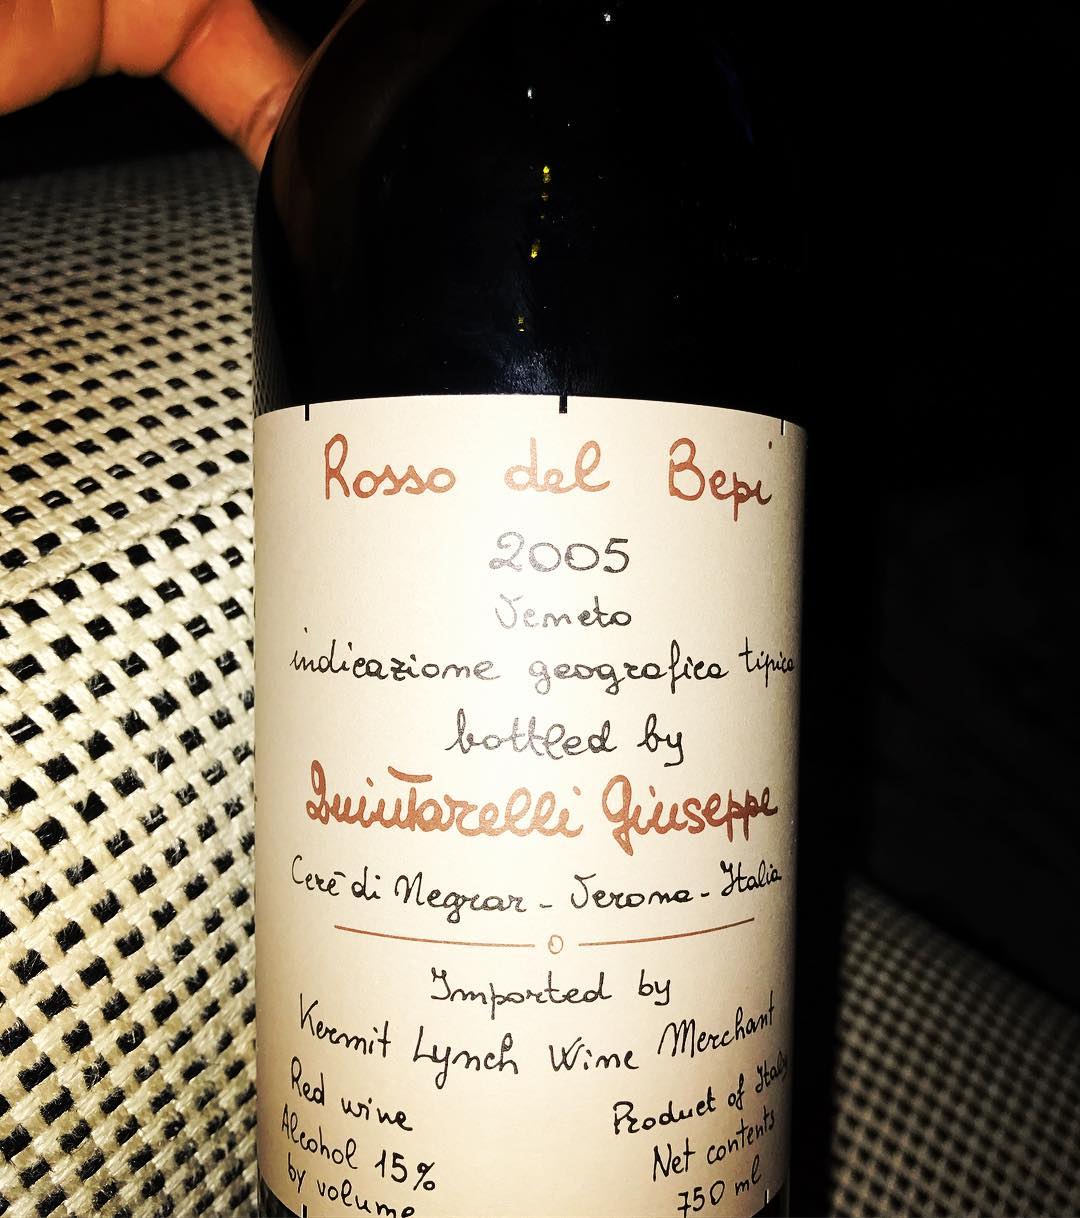 Rosso del Bepi
2005
Veneto
indicazione geografica tipica
bottled by
Quintarelli Giuseppe
Cerè di Negrar - Verona - Italia
Imported by
Kermit Lynch Wine Merchant
Red wine
Alcohol 15%
by volume
Product of Italy
Net contents
750 ml